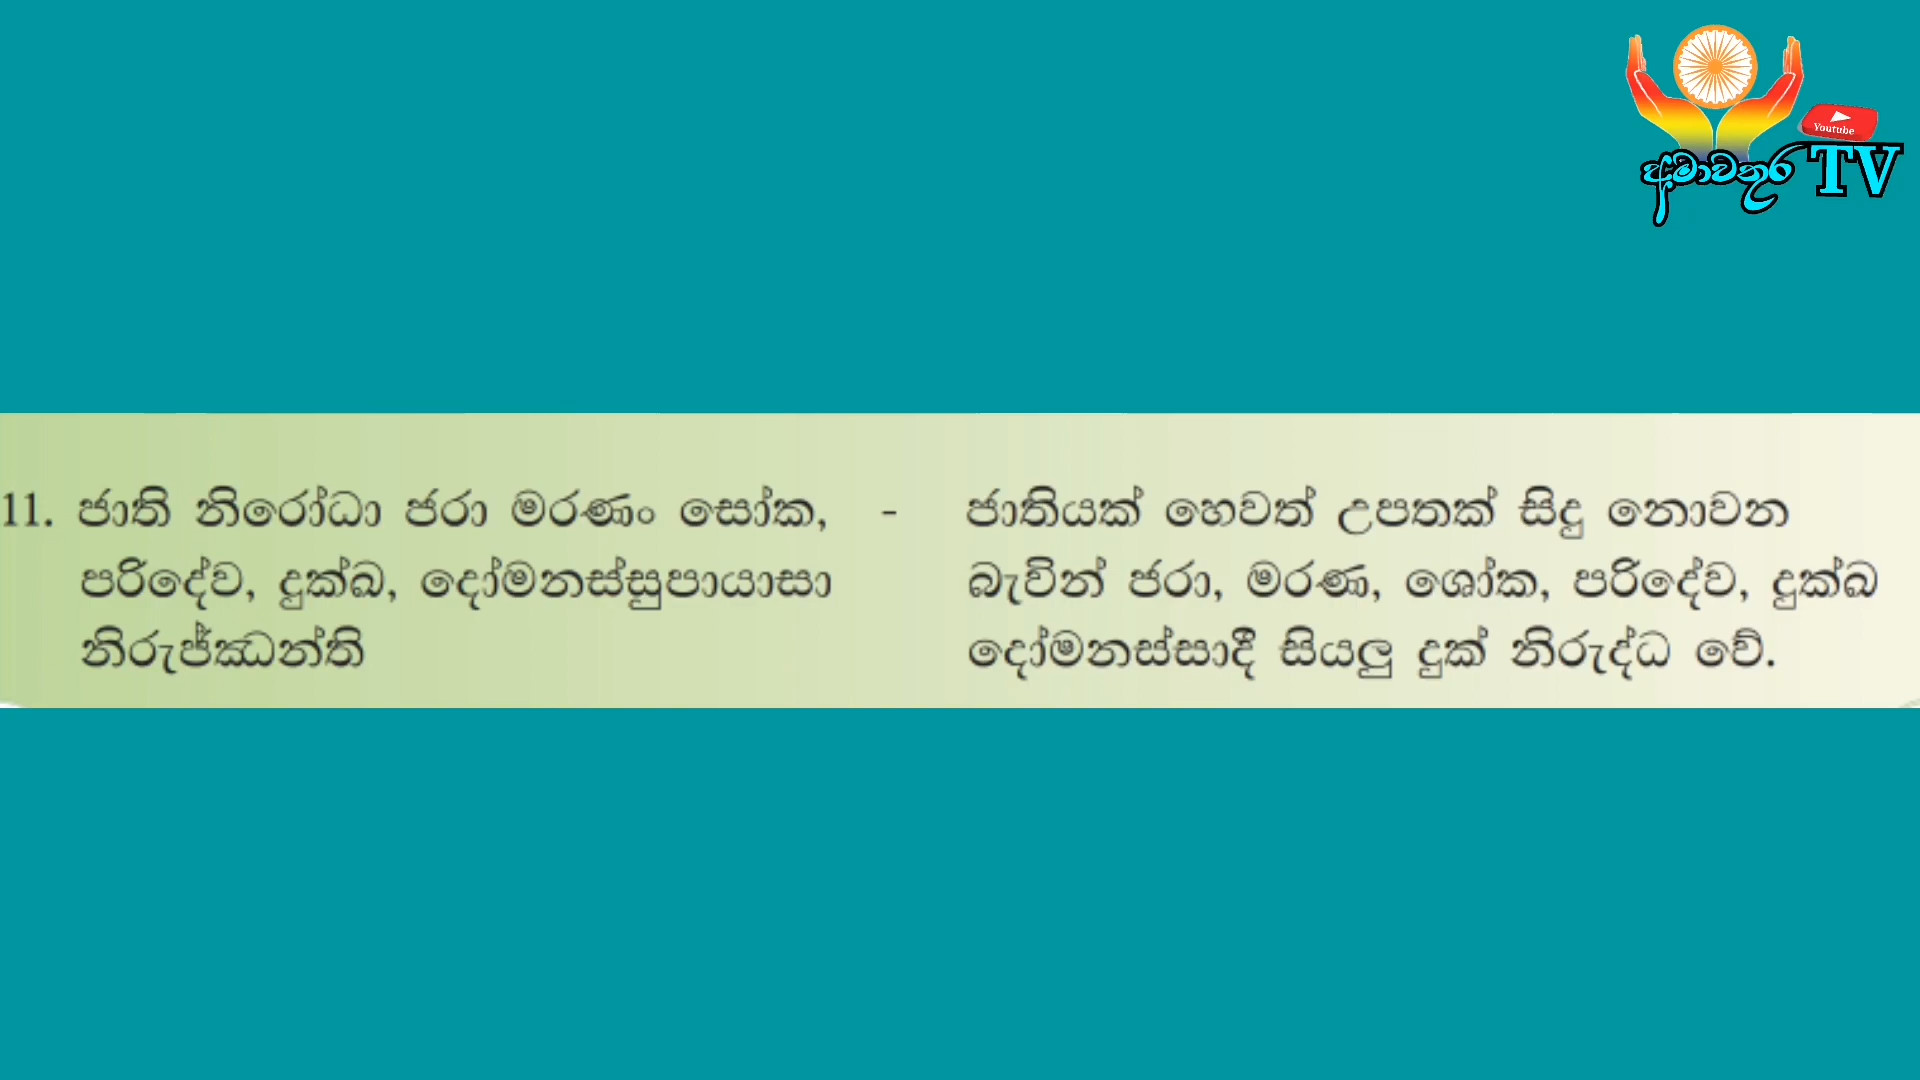 Youtube
අමාවතුර TV
11. ජාති නිරෝධා ජරා මරණං සෝක, - ජාතියක් හෙවත් උපතක් සිදු නොවන
පරිදේව, දුක්ඛ, දෝමනස්සුපායාසා බැවින් ජරා, මරණ, ශෝක, පරිදේව, දුක්ඛ
නිරුජ්ඣන්ති දෝමනස්සාදී සියලු දුක් නිරුද්ධ වේ.